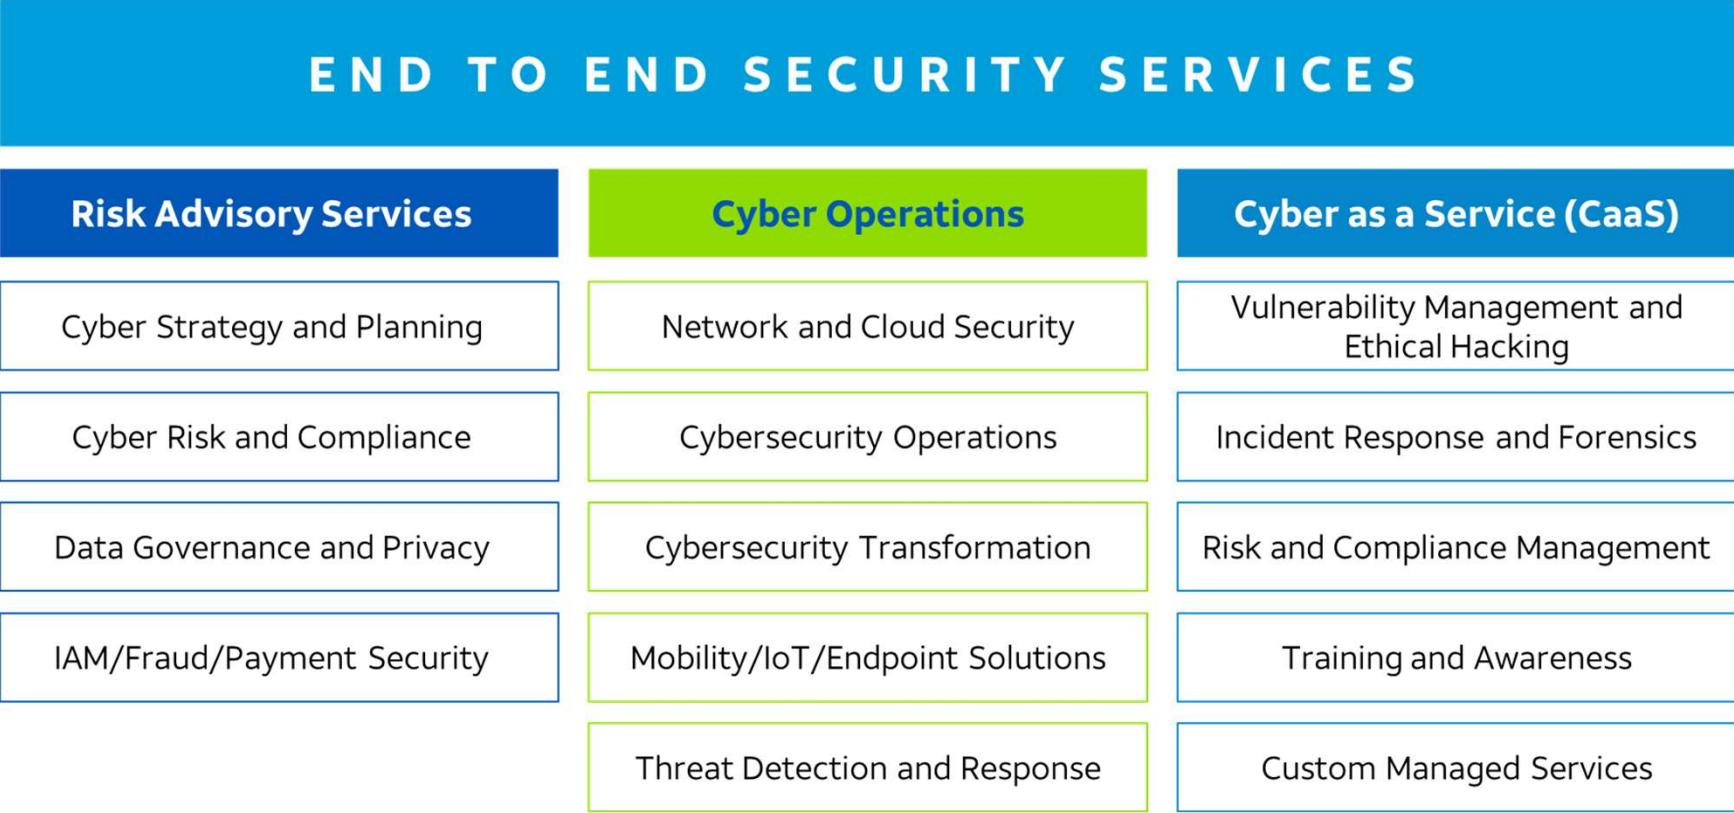 END TO END SECURITY SERVICES
Risk Advisory Services
Cyber Strategy and Planning
Cyber Risk and Compliance
Data Governance and Privacy
IAM/Fraud/Payment Security
Cyber Operations
Network and Cloud Security
Cybersecurity Operations
Cybersecurity Transformation
Mobility/IoT/Endpoint Solutions
Threat Detection and Response
Cyber as a Service (CaaS)
Vulnerability Management and
Ethical Hacking
Incident Response and Forensics
Risk and Compliance Management
Training and Awareness
Custom Managed Services